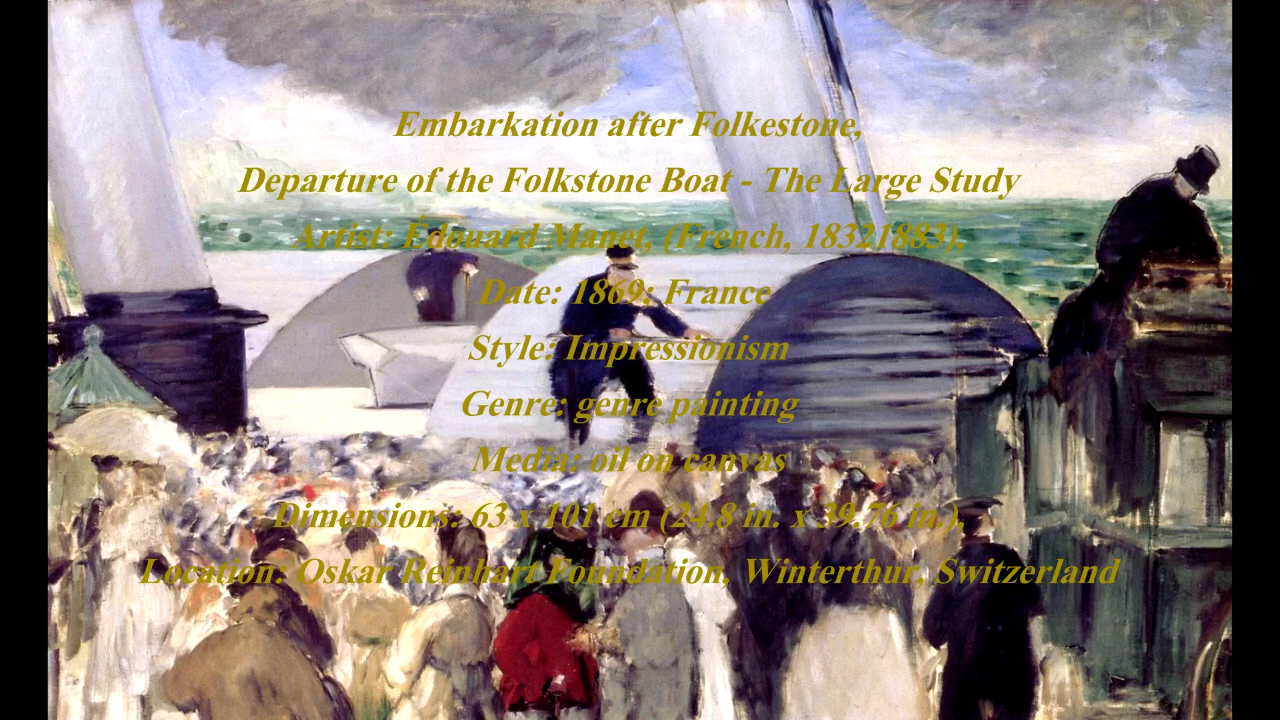 Embarkation after Folkestone,
Departure of the Folkstone Boat - The Large Study
Artist: Édouard Manet, (French, 18321883),
Date: 1869; France
Style: Impressionism
Genre: genre painting
Media: oil on canvas
Dimensions: 63 x 101 cm (24.8 in. x 39.76 in.),
Location: Oskar Reinhart Foundation, Winterthur, Switzerland